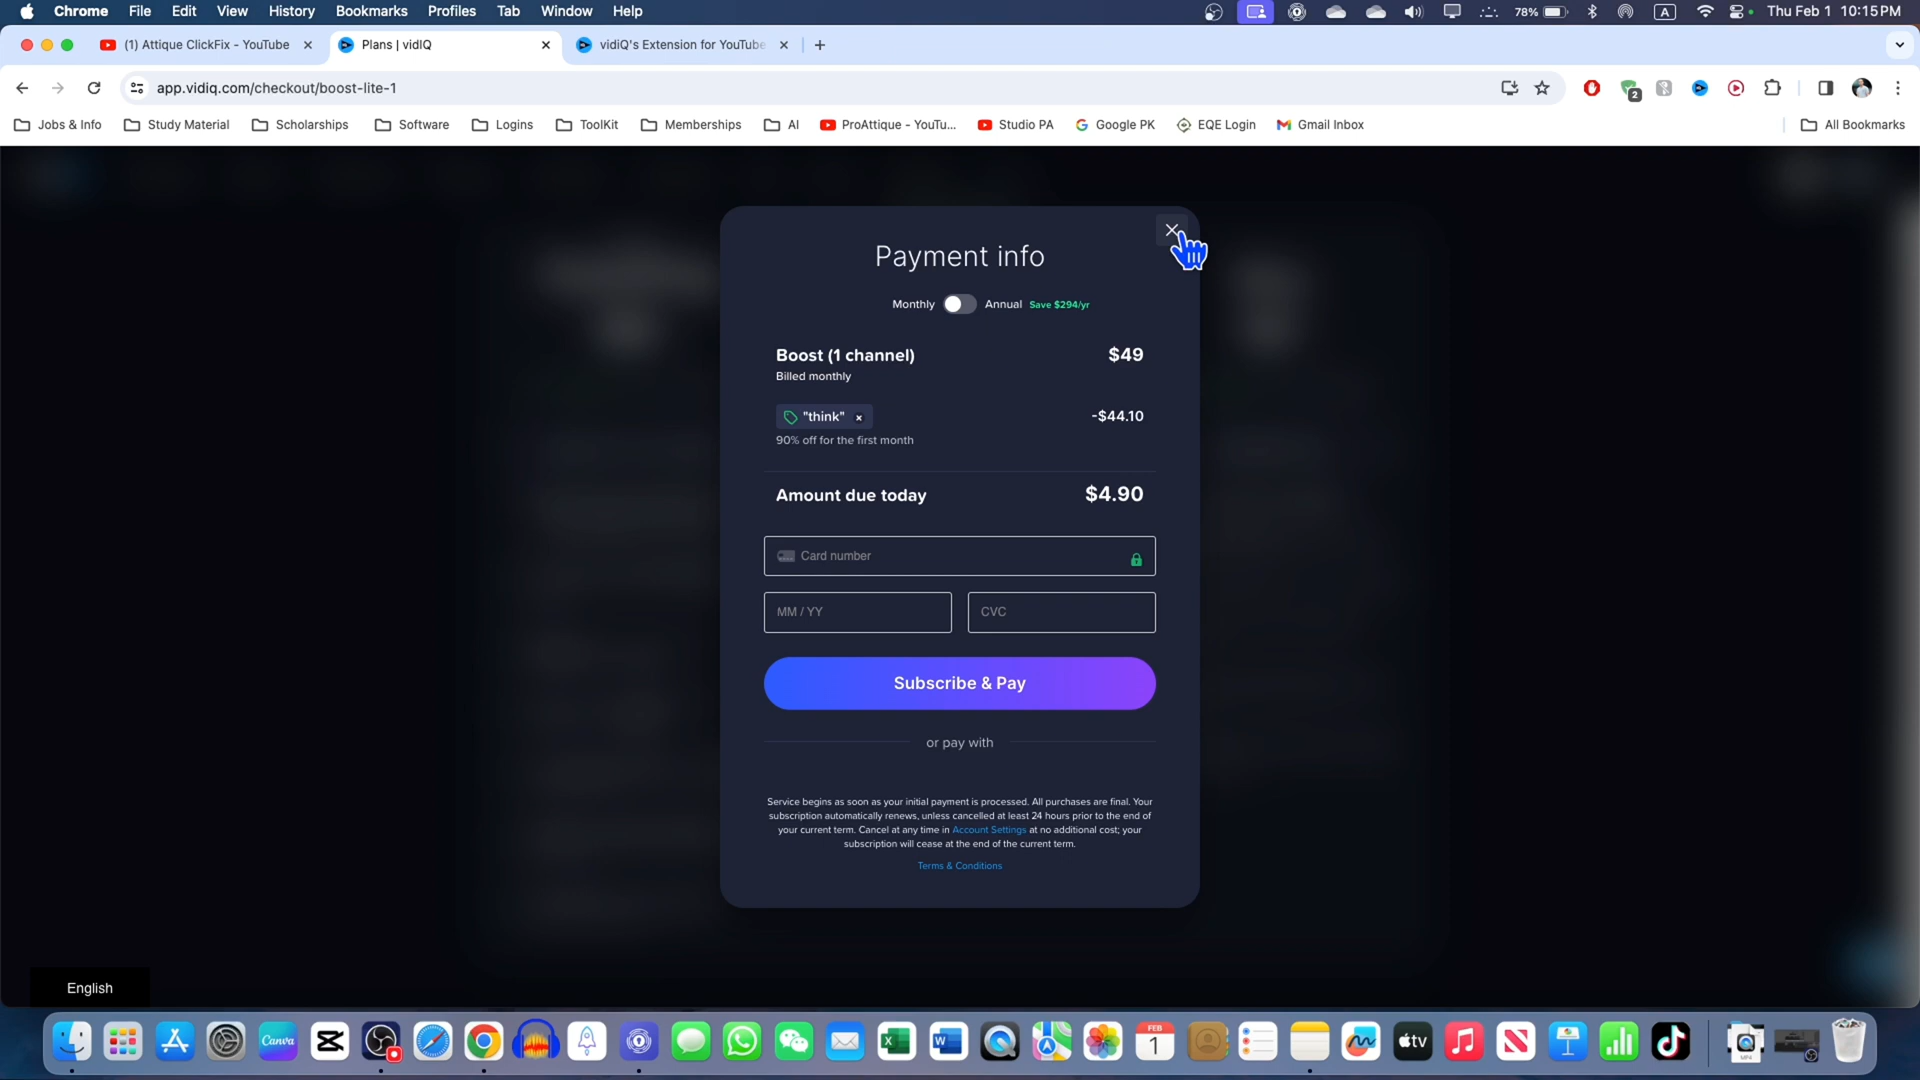 Chrome File Edit View History Bookmarks Profiles Tab Window Help 78% A Thu Feb 1 10:15 PM
(1) Attique ClickFix - YouTube Plans | vidIQ vidiQ's Extension for YouTube
app.vidiq.com/checkout/boost-lite-1 2
Jobs & Info Study Material Scholarships Software Logins ToolKit Memberships AI ProAttique - YouTu... Studio PA Google PK EQE Login Gmail Inbox All Bookmarks
Payment info
Monthly Annual Save $294/yr
Boost (1 channel) $49
Billed monthly
"think" -$44.10
90% off for the first month
Amount due today $4.90
Card number
MM / YY CVC
Subscribe & Pay
or pay with
Service begins as soon as your initial payment is processed. All purchases are final. Your
subscription automatically renews, unless cancelled at least 24 hours prior to the end of
your current term. Cancel at any time in Account Settings at no additional cost; your
subscription will cease at the end of the current term.
Terms & Conditions
English
Canva FEB 1 tv MP4